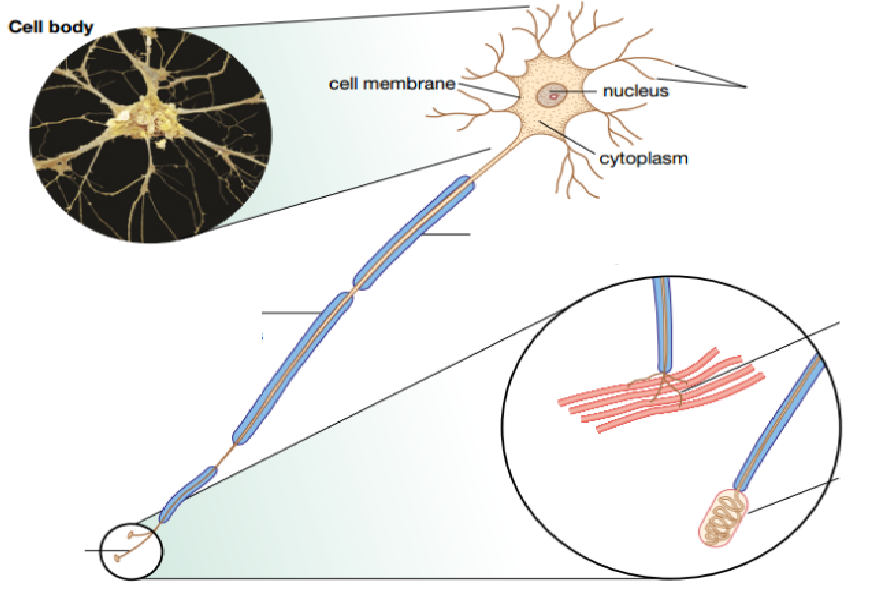 Cell body
cell membrane
nucleus
cytoplasm